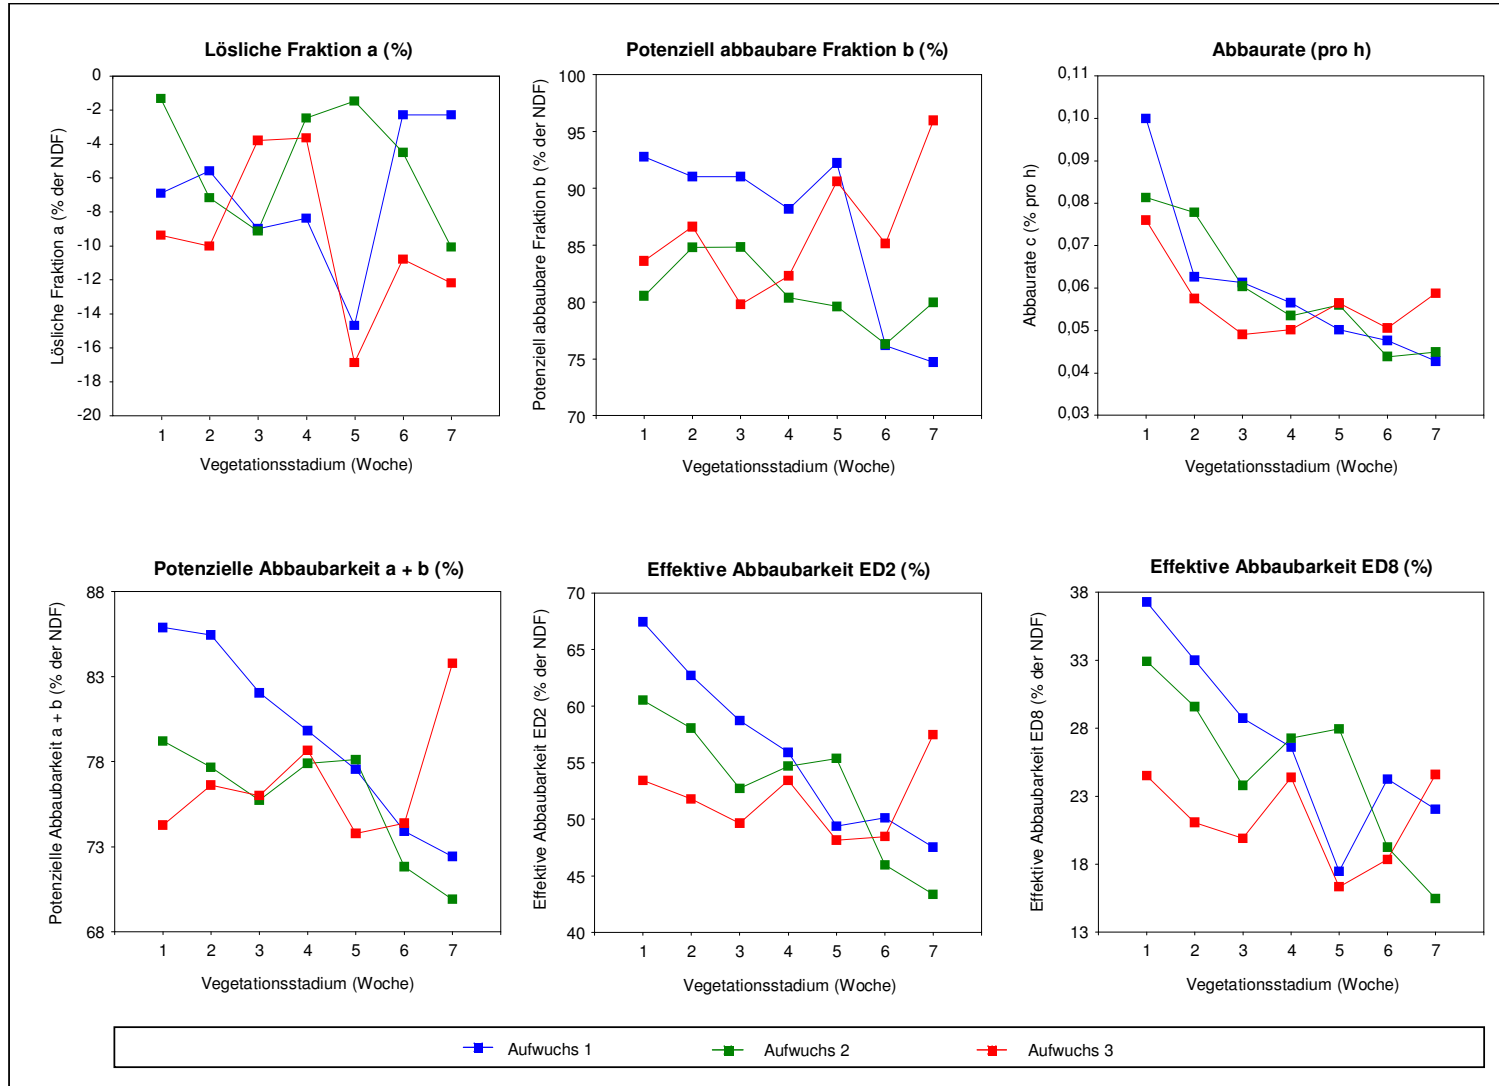 Lösliche Fraktion a (%)
Lösliche Fraktion a (% der NDF)
0
-2
-4
-6
-8
-10
-12
-14
-16
-18
-20
1 2 3 4 5 6 7
Vegetationsstadium (Woche)
Potenziell abbaubare Fraktion b (%)
Potenziell abbaubare Fraktion b (% der NDF)
100
95
90
85
80
75
70
1 2 3 4 5 6 7
Vegetationsstadium (Woche)
Abbaurate (pro h)
Abbaurate c (% pro h)
0,11
0,10
0,09
0,08
0,07
0,06
0,05
0,04
0,03
1 2 3 4 5 6 7
Vegetationsstadium (Woche)
Potenzielle Abbaubarkeit a + b (%)
Potenzielle Abbaubarkeit a + b (% der NDF)
88
83
78
73
68
1 2 3 4 5 6 7
Vegetationsstadium (Woche)
Effektive Abbaubarkeit ED2 (%)
Effektive Abbaubarkeit ED2 (% der NDF)
70
65
60
55
50
45
40
1 2 3 4 5 6 7
Vegetationsstadium (Woche)
Effektive Abbaubarkeit ED8 (%)
Effektive Abbaubarkeit ED8 (% der NDF)
38
33
28
23
18
13
1 2 3 4 5 6 7
Vegetationsstadium (Woche)
Aufwuchs 1 Aufwuchs 2 Aufwuchs 3